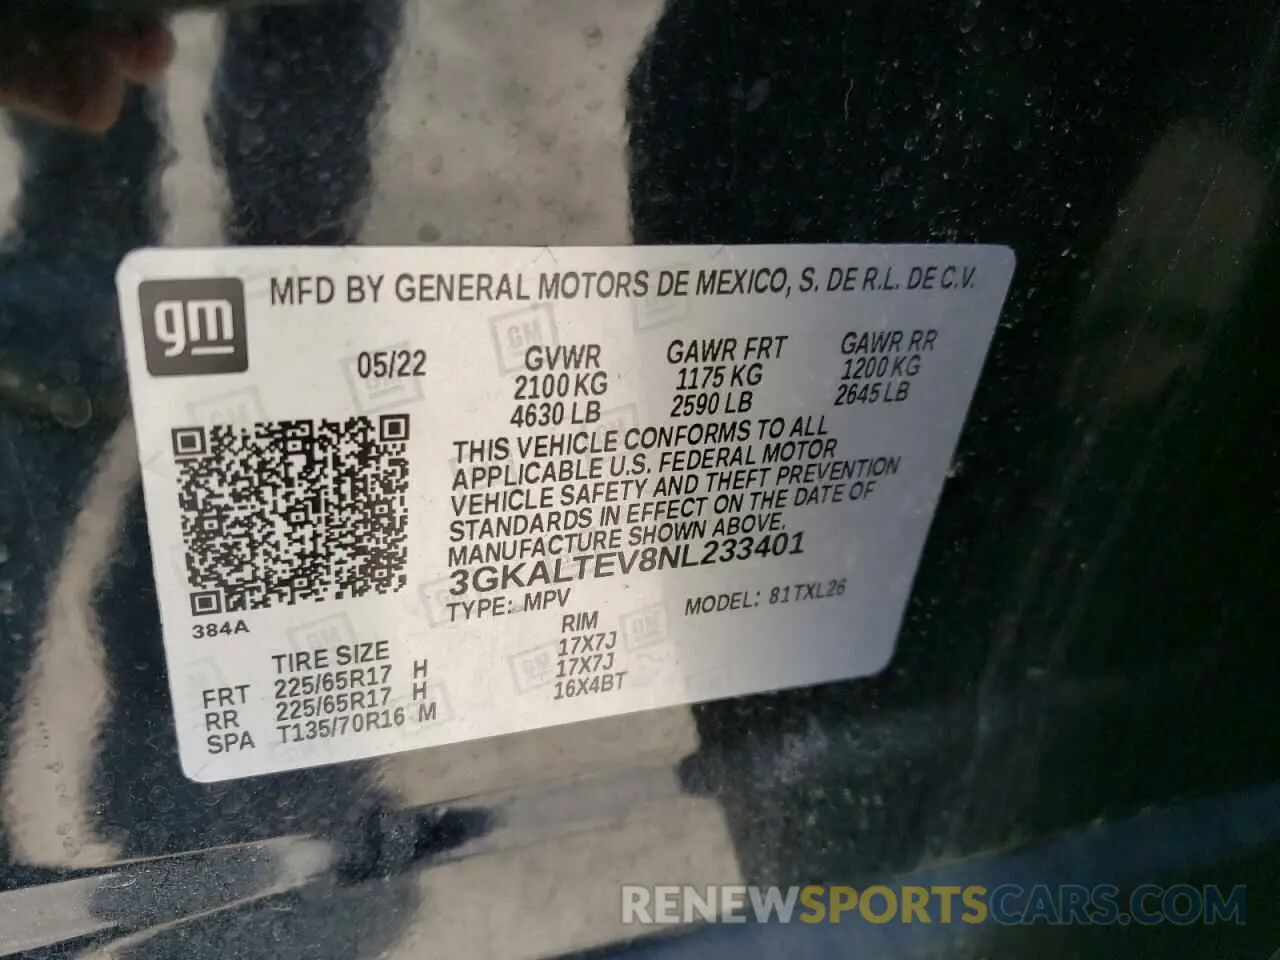 gm
MFD BY GENERAL MOTORS DE MEXICO, S. DE R.L. DE C.V.
05/22
GVWR
2100 KG
4630 LB
GAWR FRT
1175 KG
2590 LB
GAWR RR
1200 KG
2645 LB
THIS VEHICLE CONFORMS TO ALL
APPLICABLE U.S. FEDERAL MOTOR
VEHICLE SAFETY AND THEFT PREVENTION
STANDARDS IN EFFECT ON THE DATE OF
MANUFACTURE SHOWN ABOVE.
3GKALTEV8NL233401
TYPE: MPV
MODEL: 81TXL26
384A
TIRE SIZE
RIM
FRT 225/65R17 H 17X7J
RR 225/65R17 H 17X7J
SPA T135/70R16 M 16X4BT
RENEWSPORTSCARS.COM